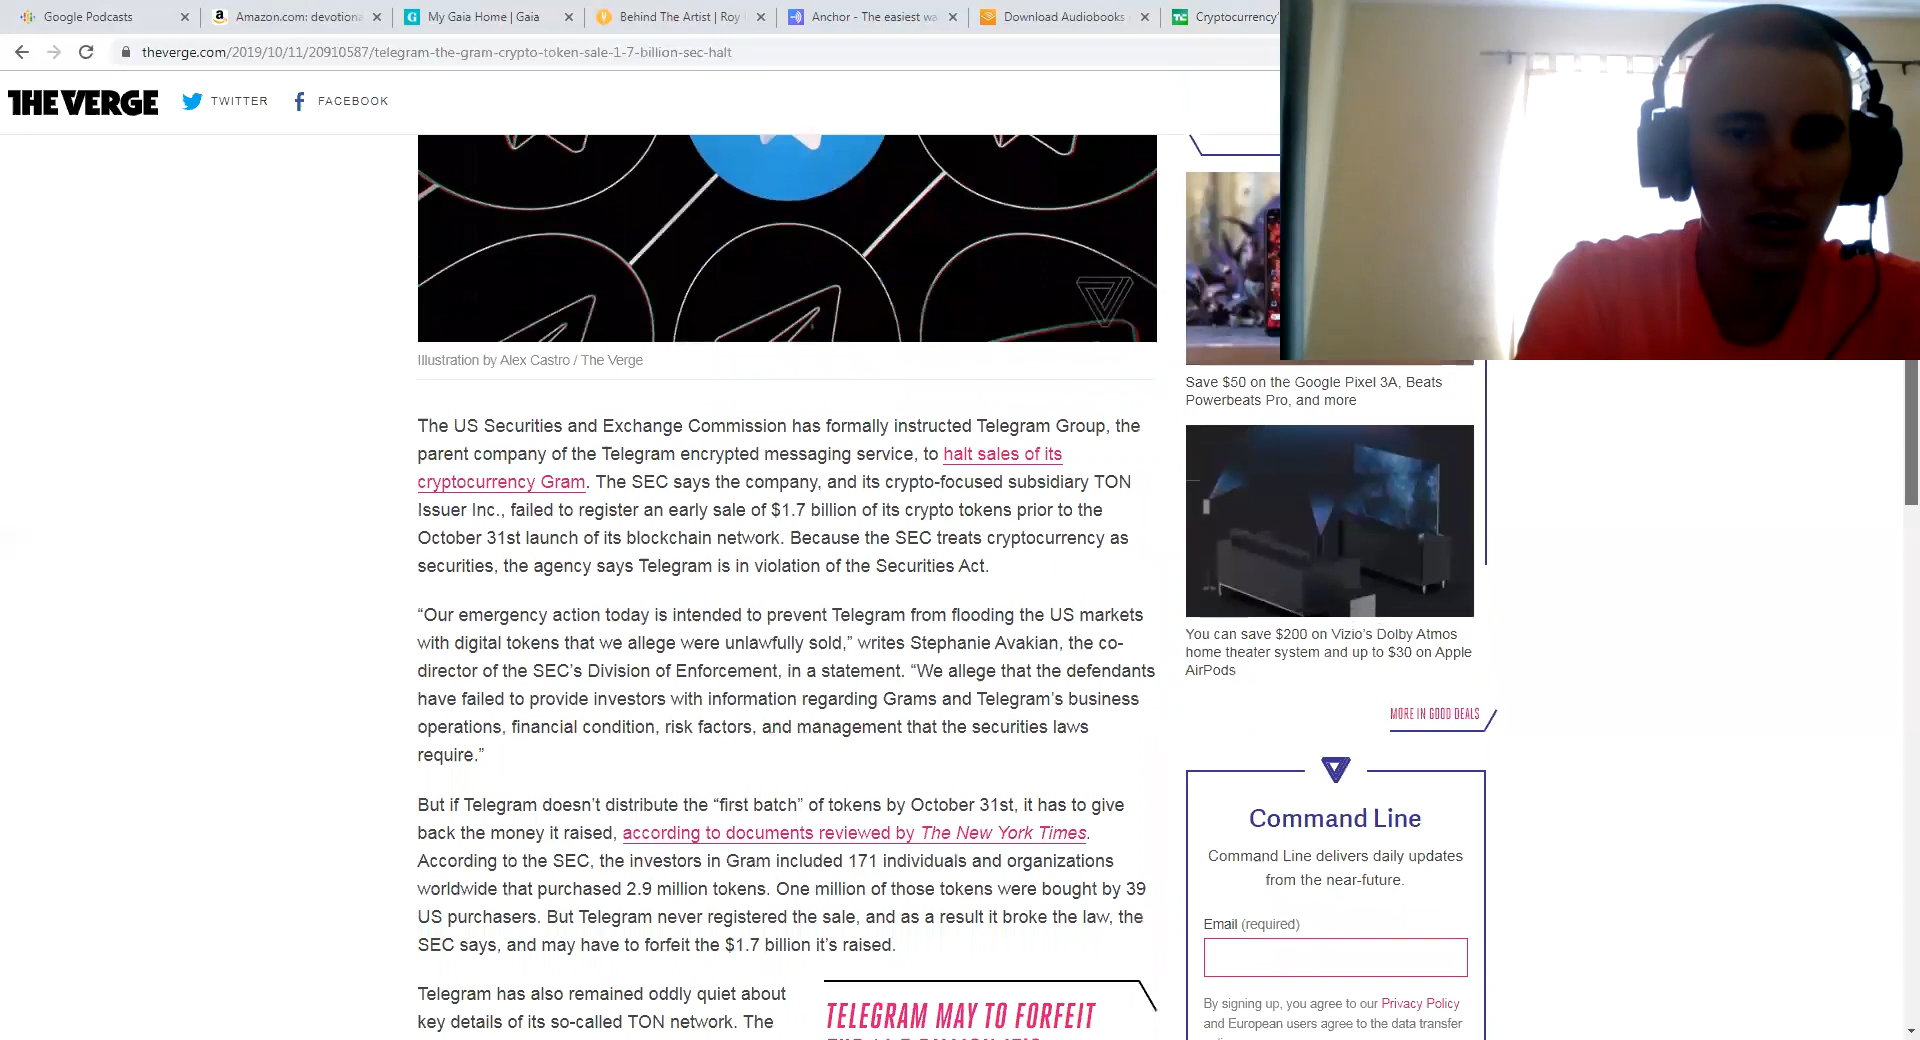 Google Podcasts
Amazon.com: devotiona
My Gaia Home | Gaia
Behind The Artist | Roy
Anchor - The easiest wa
Download Audiobooks
Cryptocurrency'
theverge.com/2019/10/11/20910587/telegram-the-gram-crypto-token-sale-1-7-billion-sec-halt
THE VERGE
TWITTER
FACEBOOK
Illustration by Alex Castro / The Verge
The US Securities and Exchange Commission has formally instructed Telegram Group, the
parent company of the Telegram encrypted messaging service, to halt sales of its
cryptocurrency Gram. The SEC says the company, and its crypto-focused subsidiary TON
Issuer Inc., failed to register an early sale of $1.7 billion of its crypto tokens prior to the
October 31st launch of its blockchain network. Because the SEC treats cryptocurrency as
securities, the agency says Telegram is in violation of the Securities Act.
“Our emergency action today is intended to prevent Telegram from flooding the US markets
with digital tokens that we allege were unlawfully sold,” writes Stephanie Avakian, the co-
director of the SEC’s Division of Enforcement, in a statement. “We allege that the defendants
have failed to provide investors with information regarding Grams and Telegram’s business
operations, financial condition, risk factors, and management that the securities laws
require.”
But if Telegram doesn’t distribute the “first batch” of tokens by October 31st, it has to give
back the money it raised, according to documents reviewed by The New York Times.
According to the SEC, the investors in Gram included 171 individuals and organizations
worldwide that purchased 2.9 million tokens. One million of those tokens were bought by 39
US purchasers. But Telegram never registered the sale, and as a result it broke the law, the
SEC says, and may have to forfeit the $1.7 billion it’s raised.
Telegram has also remained oddly quiet about
key details of its so-called TON network. The
TELEGRAM MAY TO FORFEIT
Save $50 on the Google Pixel 3A, Beats
Powerbeats Pro, and more
You can save $200 on Vizio’s Dolby Atmos
home theater system and up to $30 on Apple
AirPods
MORE IN GOOD DEALS
Command Line
Command Line delivers daily updates
from the near-future.
Email (required)
By signing up, you agree to our Privacy Policy
and European users agree to the data transfer